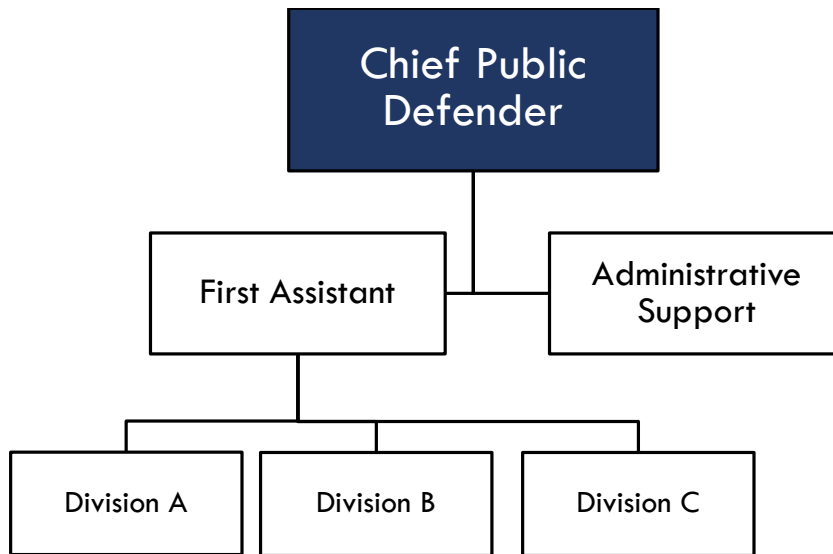 Chief Public
Defender
First Assistant
Administrative
Support
Division A
Division B
Division C